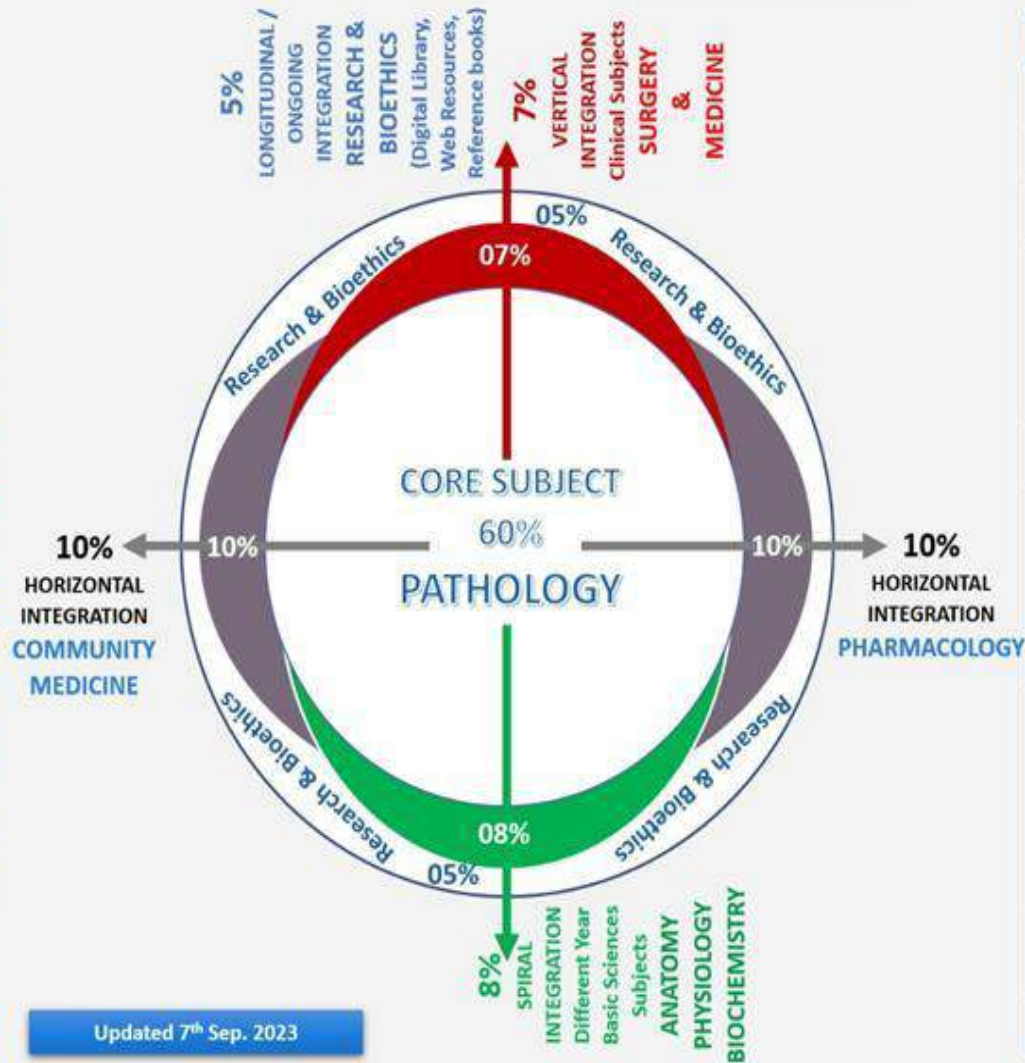 5%
LONGITUDINAL /
ONGOING
INTEGRATION
RESEARCH &
BIOETHICS
(Digital Library,
Web Resources,
Reference books)
7%
VERTICAL
INTEGRATION
Clinical Subjects
SURGERY
&
MEDICINE
05%
07%
Research & Bioethics
Research & Bioethics
CORE SUBJECT
60%
PATHOLOGY
10%
10%
HORIZONTAL
INTEGRATION
COMMUNITY
MEDICINE
10%
10%
HORIZONTAL
INTEGRATION
PHARMACOLOGY
Research & Bioethics
Research & Bioethics
08%
05%
8%
SPIRAL
INTEGRATION
Different Year
Basic Sciences
Subjects
ANATOMY
PHYSIOLOGY
BIOCHEMISTRY
Updated 7th Sep. 2023